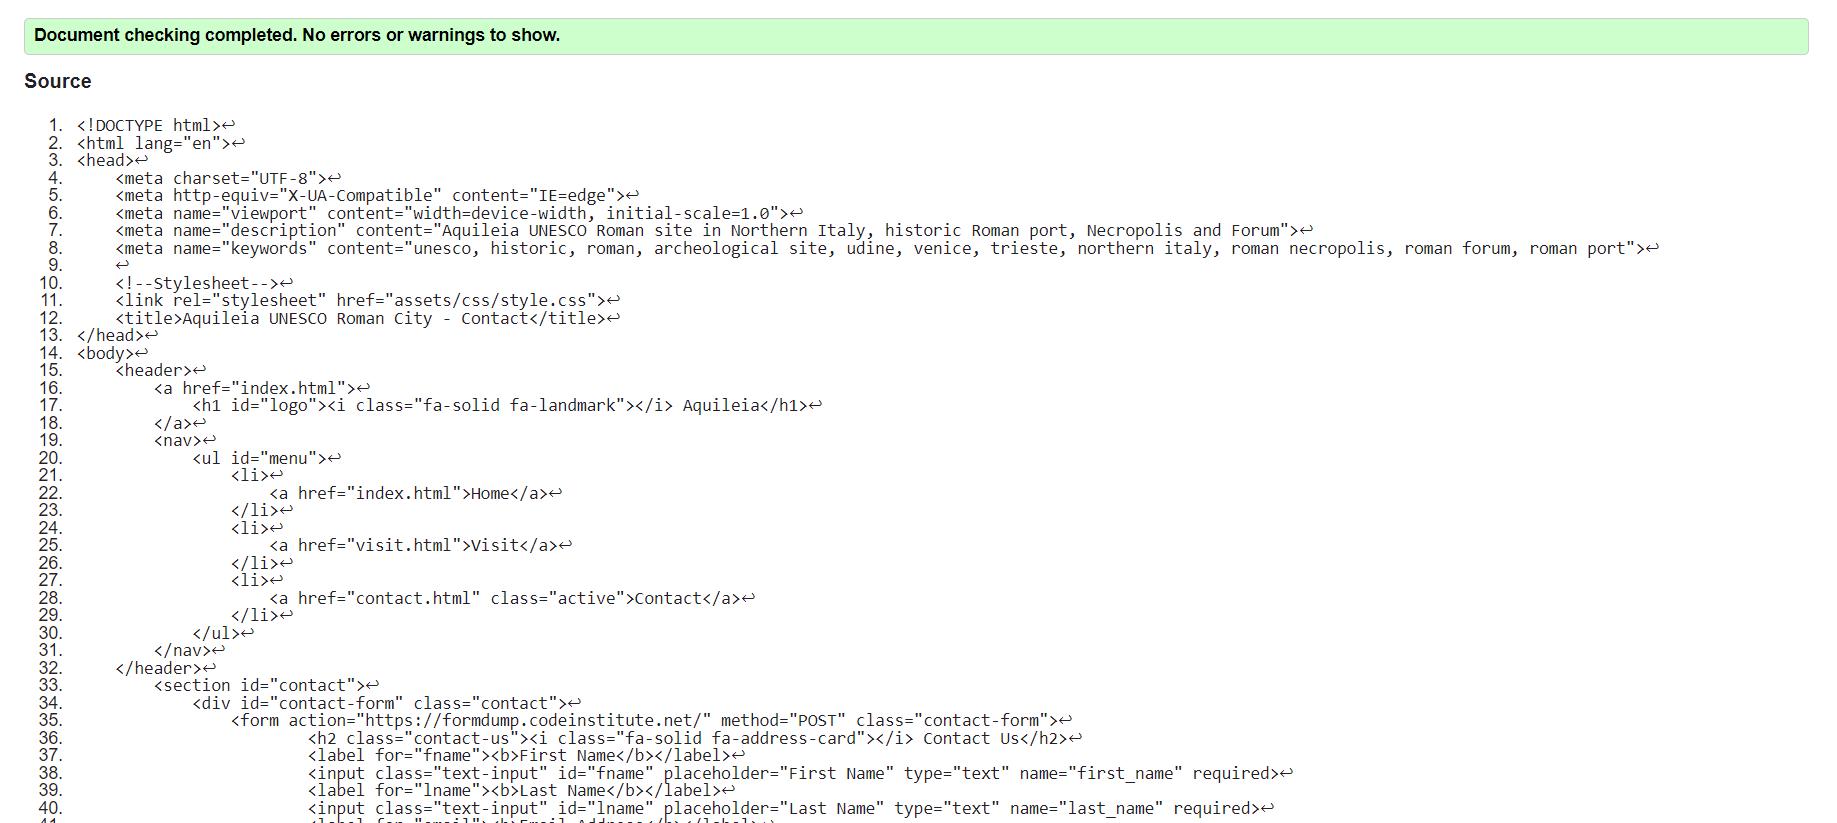 Document checking completed. No errors or warnings to show.
Source
1. <!DOCTYPE html>↩
2. <html lang="en">↩
3. <head>↩
4.     <meta charset="UTF-8">↩
5.     <meta http-equiv="X-UA-Compatible" content="IE=edge">↩
6.     <meta name="viewport" content="width=device-width, initial-scale=1.0">↩
7.     <meta name="description" content="Aquileia UNESCO Roman site in Northern Italy, historic Roman port, Necropolis and Forum">↩
8.     <meta name="keywords" content="unesco, historic, roman, archeological site, udine, venice, trieste, northern italy, roman necropolis, roman forum, roman port">↩
9.     ↩
10.     <!--Stylesheet-->↩
11.     <link rel="stylesheet" href="assets/css/style.css">↩
12.     <title>Aquileia UNESCO Roman City - Contact</title>↩
13. </head>↩
14. <body>↩
15.     <header>↩
16.         <a href="index.html">↩
17.             <h1 id="logo"><i class="fa-solid fa-landmark"></i> Aquileia</h1>↩
18.         </a>↩
19.         <nav>↩
20.             <ul id="menu">↩
21.                 <li>↩
22.                     <a href="index.html">Home</a>↩
23.                 </li>↩
24.                 <li>↩
25.                     <a href="visit.html">Visit</a>↩
26.                 </li>↩
27.                 <li>↩
28.                     <a href="contact.html" class="active">Contact</a>↩
29.                 </li>↩
30.             </ul>↩
31.         </nav>↩
32.     </header>↩
33.         <section id="contact">↩
34.             <div id="contact-form" class="contact">↩
35.                 <form action="https://formdump.codeinstitute.net/" method="POST" class="contact-form">↩
36.                         <h2 class="contact-us"><i class="fa-solid fa-address-card"></i> Contact Us</h2>↩
37.                         <label for="fname"><b>First Name</b></label>↩
38.                         <input class="text-input" id="fname" placeholder="First Name" type="text" name="first_name" required>↩
39.                         <label for="lname"><b>Last Name</b></label>↩
40.                         <input class="text-input" id="lname" placeholder="Last Name" type="text" name="last_name" required>↩